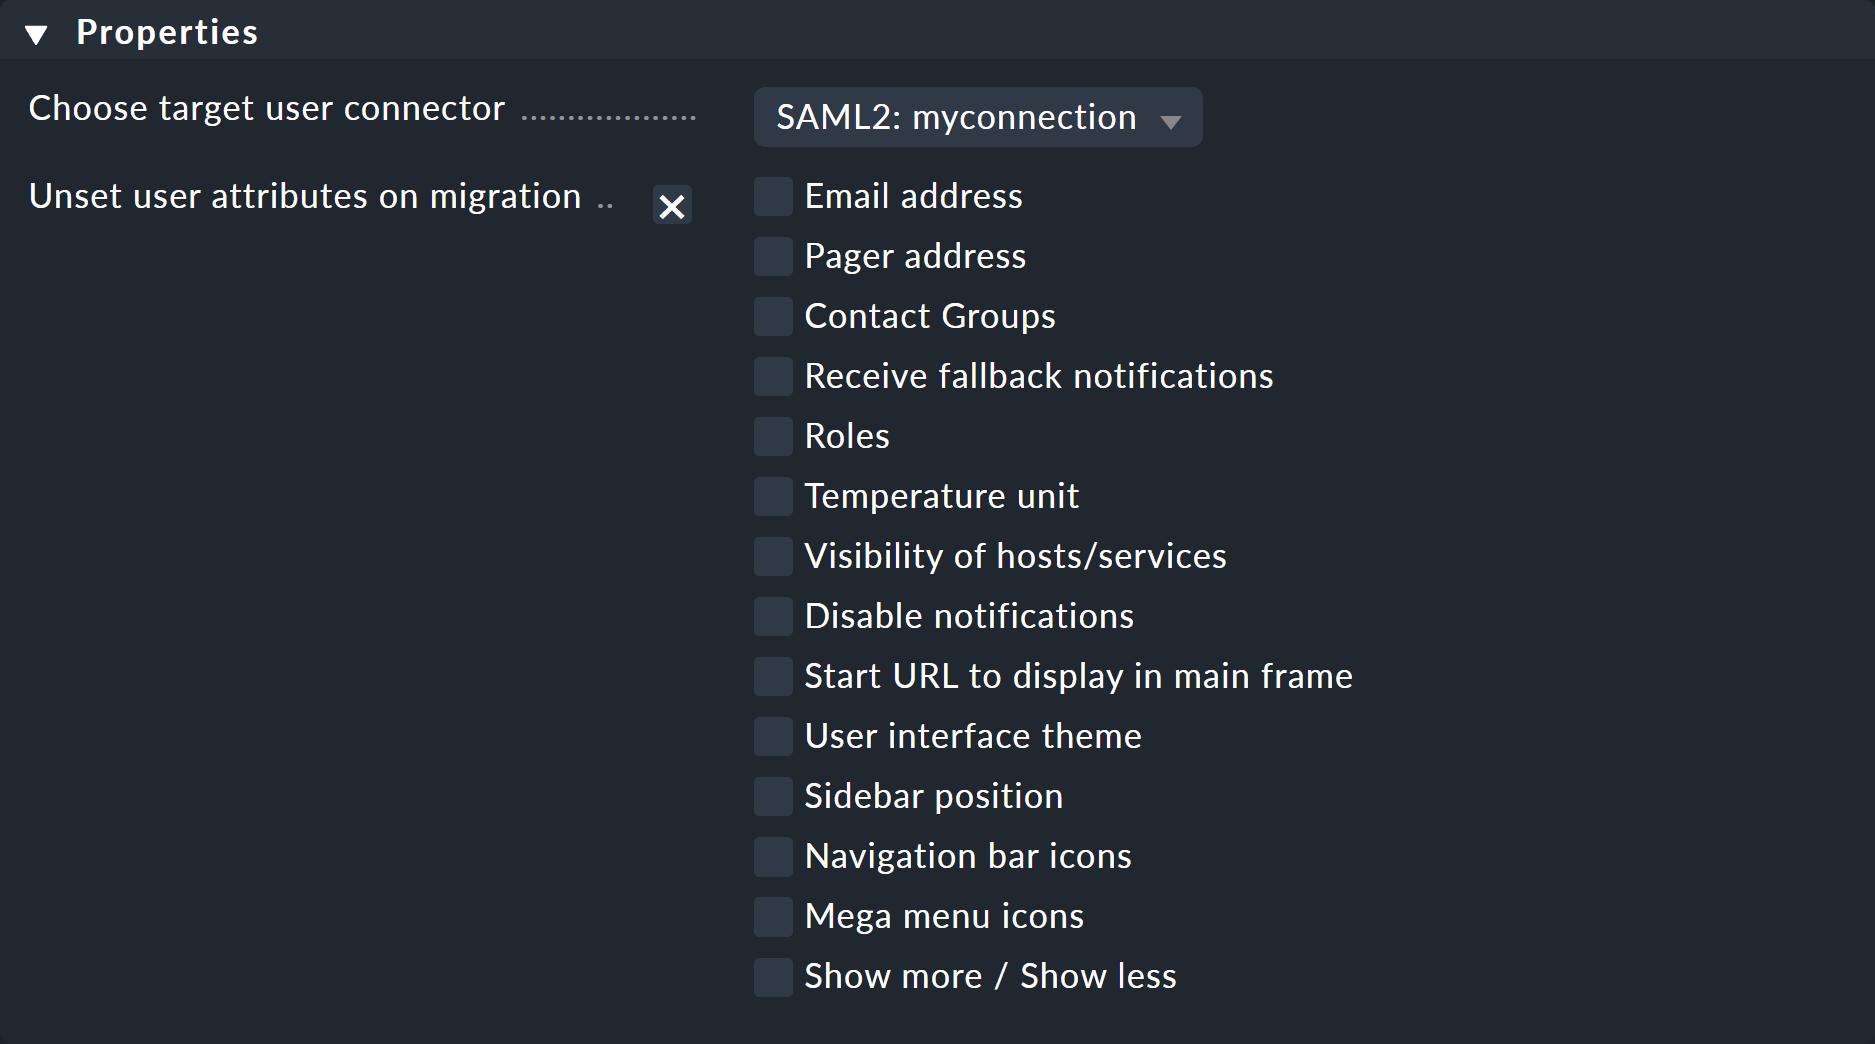 Properties
Choose target user connector ................... SAML2: myconnection
Unset user attributes on migration .. Email address
Pager address
Contact Groups
Receive fallback notifications
Roles
Temperature unit
Visibility of hosts/services
Disable notifications
Start URL to display in main frame
User interface theme
Sidebar position
Navigation bar icons
Mega menu icons
Show more / Show less